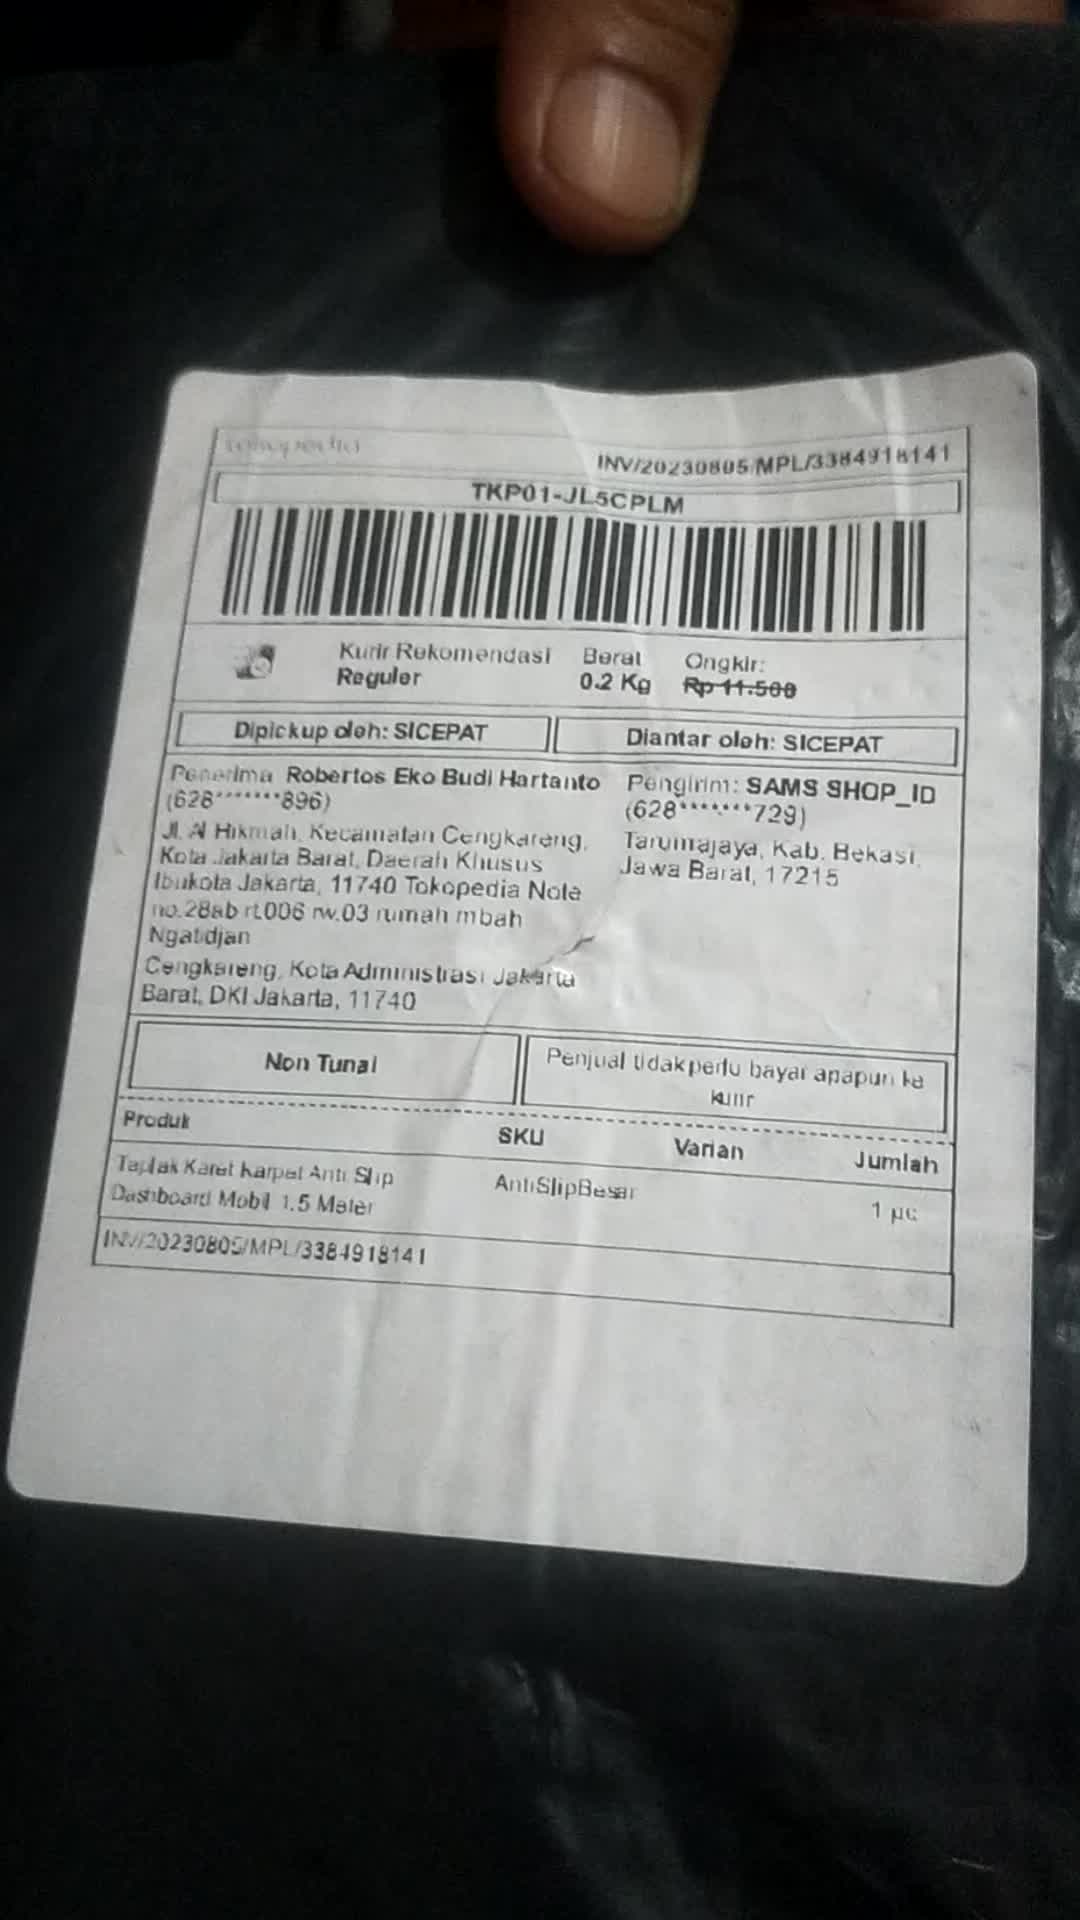 tokopedia
INV/20230805/MPL/3384918141
TKP01-JL5CPLM
Kurir Rekomendasi Berat Ongkir:
Reguler 0.2 Kg Rp 11.500
Dipickup oleh: SICEPAT Diantar oleh: SICEPAT
Penerima Robertos Eko Budi Hartanto Pengirim: SAMS SHOP_ID
(628*******896) (628*******729)
Jl. Al Hikmah, Kecamatan Cengkareng, Tarumajaya, Kab. Bekasi,
Kota Jakarta Barat, Daerah Khusus Jawa Barat, 17215
Ibukota Jakarta, 11740 Tokopedia Note
no.28ab rt.006 rw.03 rumah mbah
Ngatidjan
Cengkareng, Kota Administrasi Jakarta
Barat, DKI Jakarta, 11740
Non Tunai Penjual tidak perlu bayar apapun ke
kurir
Produk SKU Varian Jumlah
Taplak Karet Karpet Anti Slip AntiSlipBesar 1 pc
Dashboard Mobil 1.5 Meter
INV/20230805/MPL/3384918141